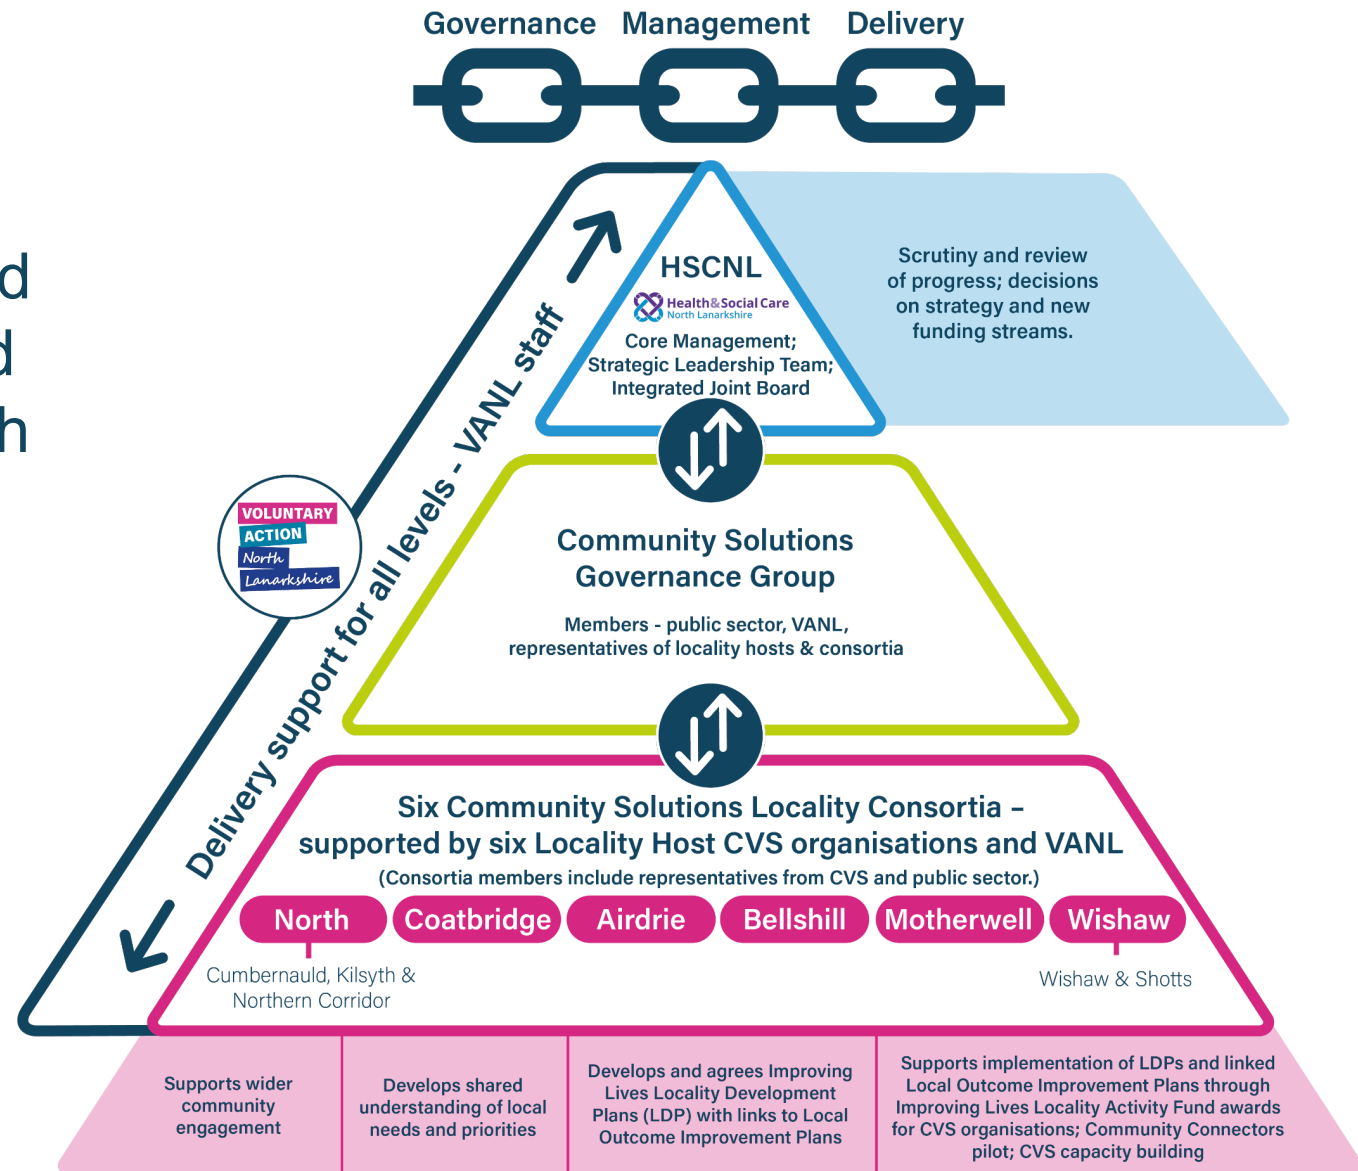 Governance Management Delivery
d
d
h
Scrutiny and review
of progress; decisions
on strategy and new
funding streams.
HSCNL
Health&Social Care
North Lanarkshire
Core Management;
Strategic Leadership Team;
Integrated Joint Board
Delivery support for all levels - VANL staff
VOLUNTARY
ACTION
North
Lanarkshire
Community Solutions
Governance Group
Members - public sector, VANL,
representatives of locality hosts & consortia
Six Community Solutions Locality Consortia –
supported by six Locality Host CVS organisations and VANL
(Consortia members include representatives from CVS and public sector.)
North Coatbridge Airdrie Bellshill Motherwell Wishaw
Cumbernauld, Kilsyth &
Northern Corridor
Wishaw & Shotts
Supports wider
community
engagement
Develops shared
understanding of local
needs and priorities
Develops and agrees Improving
Lives Locality Development
Plans (LDP) with links to Local
Outcome Improvement Plans
Supports implementation of LDPs and linked
Local Outcome Improvement Plans through
Improving Lives Locality Activity Fund awards
for CVS organisations; Community Connectors
pilot; CVS capacity building